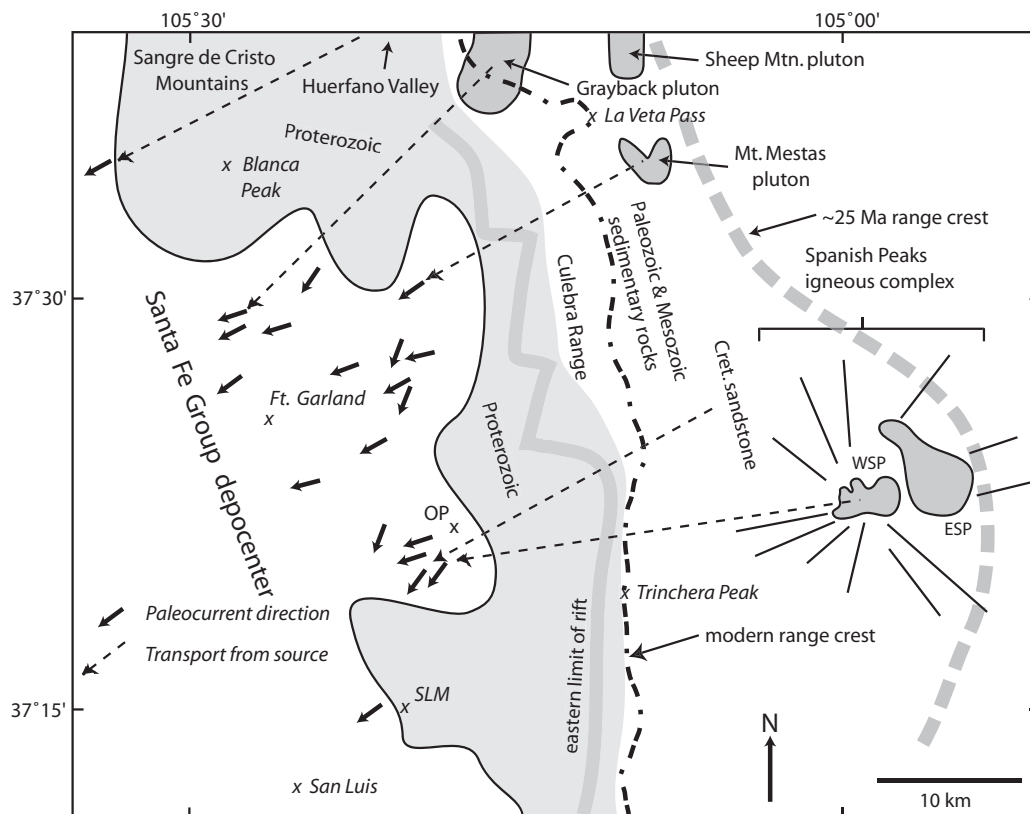 105˚30'
105˚00'
Sangre de Cristo
Mountains
Huerfano Valley
Sheep Mtn. pluton
Grayback pluton
x La Veta Pass
Proterozoic
x Blanca
Peak
Mt. Mestas
pluton
~25 Ma range crest
Paleozoic & Mesozoic
sedimentary rocks
Spanish Peaks
igneous complex
Culebra Range
37˚30'
Santa Fe Group depocenter
Cret. sandstone
Ft. Garland
x
Proterozoic
WSP
ESP
OP
x
Paleocurrent direction
Transport from source
x Trinchera Peak
modern range crest
eastern limit of rift
x SLM
37˚15'
N
x San Luis
10 km